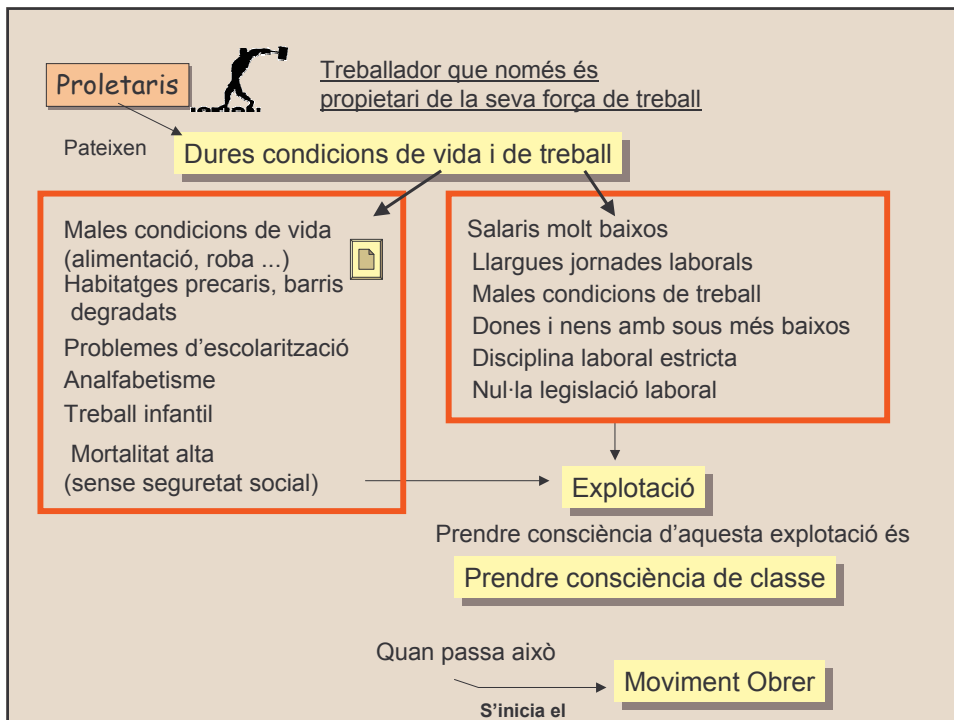 Proletaris
Treballador que només és
propietari de la seva força de treball
Pateixen
Dures condicions de vida i de treball
Males condicions de vida
(alimentació, roba ...)
Habitatges precaris, barris
degradats
Problemes d’escolarització
Analfabetisme
Treball infantil
Mortalitat alta
(sense seguretat social)
Salaris molt baixos
Llargues jornades laborals
Males condicions de treball
Dones i nens amb sous més baixos
Disciplina laboral estricta
Nul·la legislació laboral
Explotació
Prendre consciència d’aquesta explotació és
Prendre consciència de classe
Quan passa això
S’inicia el
Moviment Obrer